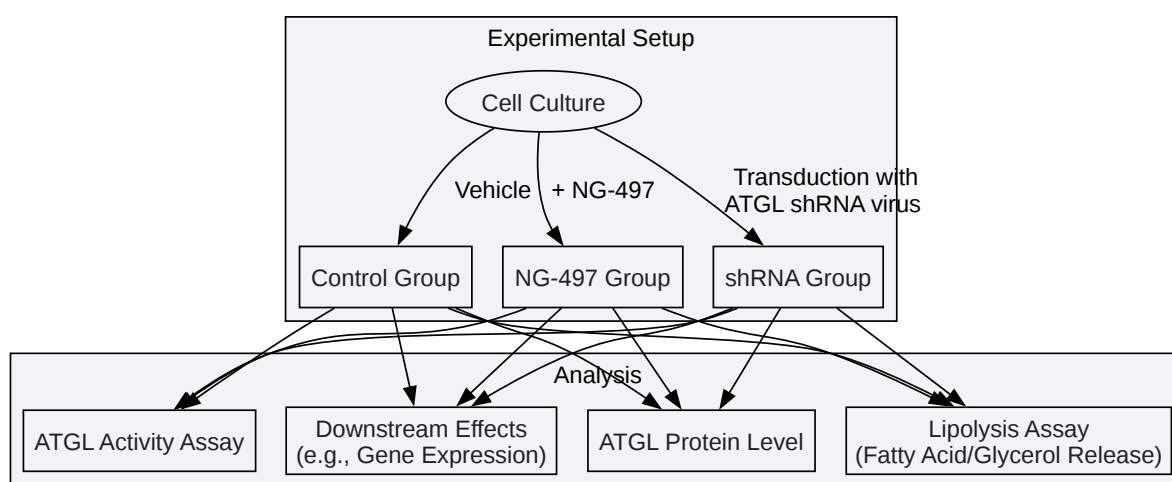 Experimental Setup
Cell Culture
Vehicle
+ NG-497
Transduction with
ATGL shRNA virus
Control Group
NG-497 Group
shRNA Group
Analysis
ATGL Activity Assay
Downstream Effects
(e.g., Gene Expression)
ATGL Protein Level
Lipolysis Assay
(Fatty Acid/Glycerol Release)